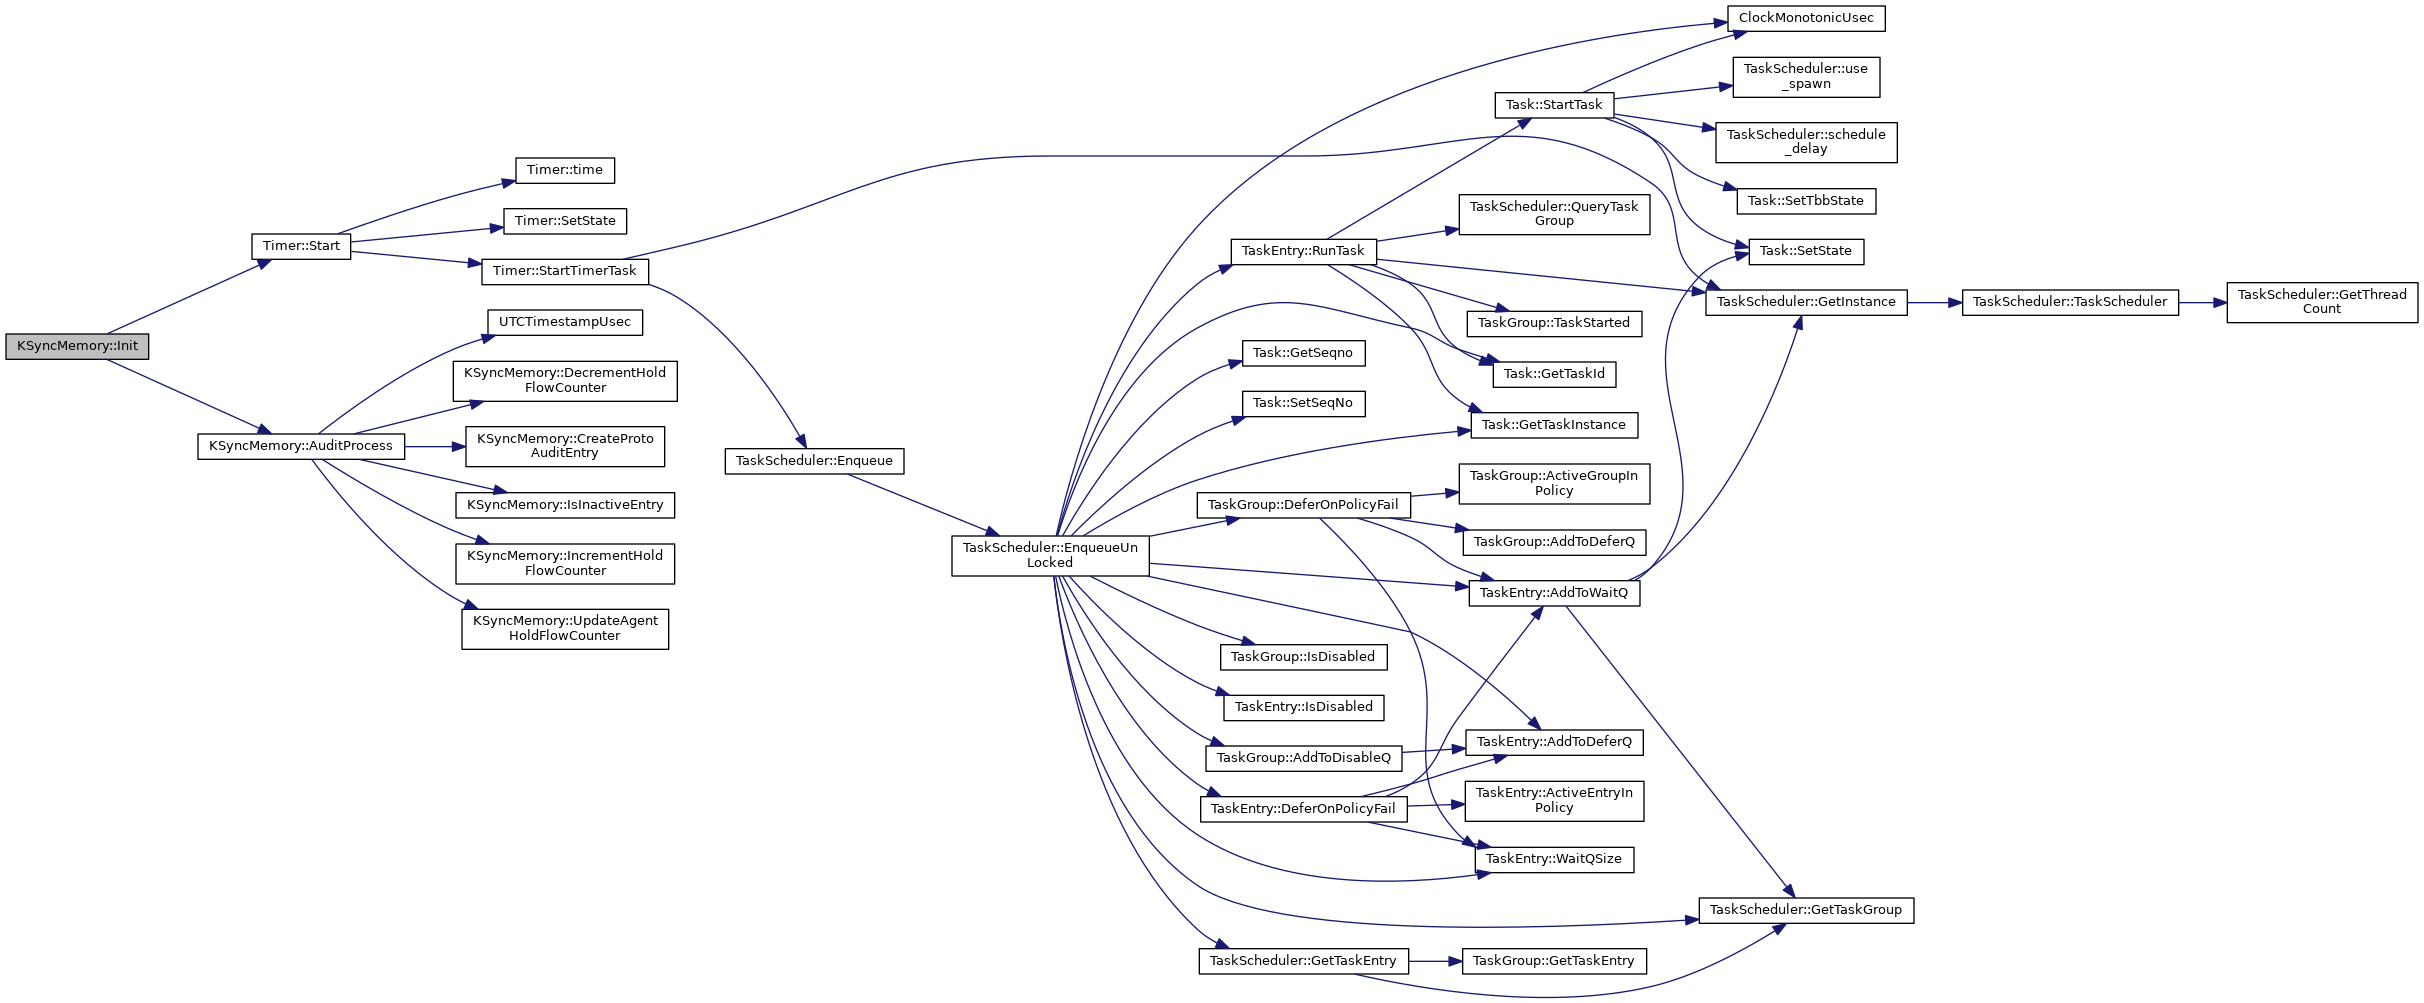 KSyncMemory::Init
Timer::Start
KSyncMemory::AuditProcess
Timer::time
Timer::SetState
Timer::StartTimerTask
UTCTimestampUsec
KSyncMemory::DecrementHold
FlowCounter
KSyncMemory::CreateProto
AuditEntry
KSyncMemory::IsInactiveEntry
KSyncMemory::IncrementHold
FlowCounter
KSyncMemory::UpdateAgent
HoldFlowCounter
TaskScheduler::Enqueue
TaskScheduler::EnqueueUn
Locked
TaskEntry::RunTask
Task::GetSeqno
Task::SetSeqNo
TaskGroup::DeferOnPolicyFail
TaskGroup::IsDisabled
TaskEntry::IsDisabled
TaskGroup::AddToDisableQ
TaskEntry::DeferOnPolicyFail
TaskScheduler::GetTaskEntry
Task::StartTask
TaskScheduler::QueryTask
Group
TaskGroup::TaskStarted
Task::GetTaskId
Task::GetTaskInstance
TaskGroup::ActiveGroupIn
Policy
TaskGroup::AddToDeferQ
TaskEntry::AddToWaitQ
TaskEntry::AddToDeferQ
TaskEntry::ActiveEntryIn
Policy
TaskEntry::WaitQSize
TaskGroup::GetTaskEntry
ClockMonotonicUsec
TaskScheduler::use
_spawn
TaskScheduler::schedule
_delay
Task::SetTbbState
Task::SetState
TaskScheduler::GetInstance
TaskScheduler::GetTaskGroup
TaskScheduler::TaskScheduler
TaskScheduler::GetThread
Count